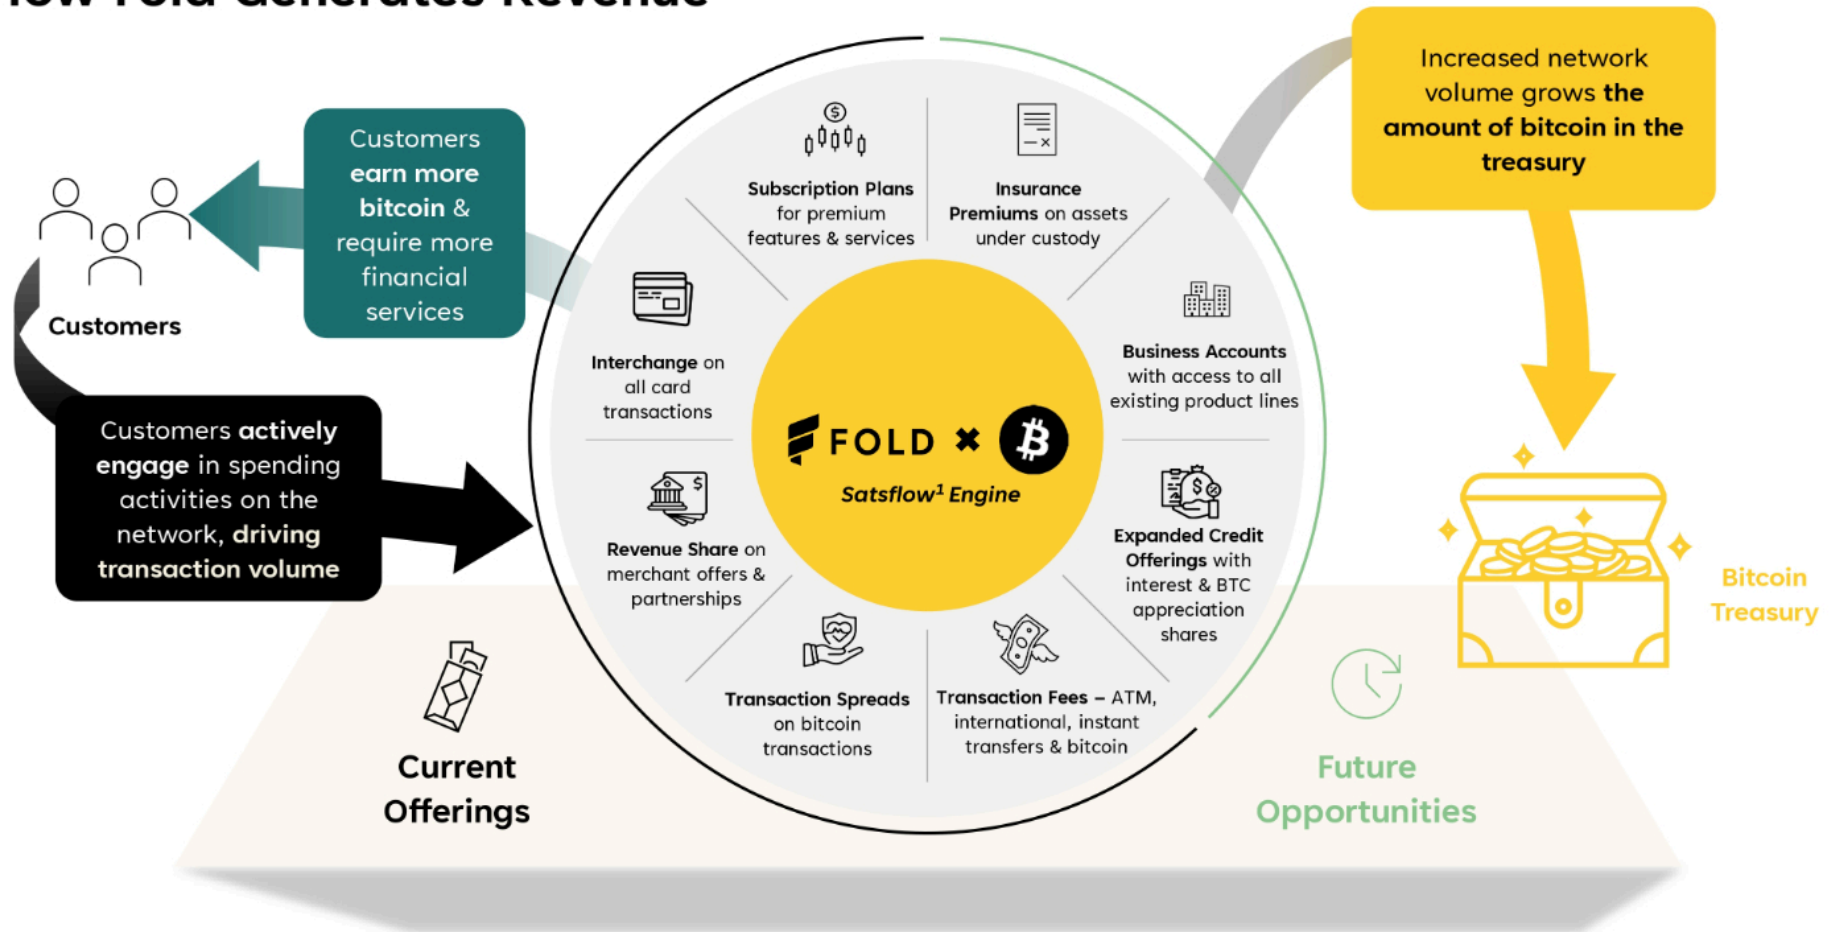 How Fold Generates Revenue
Customers
earn more
bitcoin &
require more
financial
services
Customers
Customers actively
engage in spending
activities on the
network, driving
transaction volume
Subscription Plans
for premium
features & services
Insurance
Premiums on assets
under custody
Interchange on
all card
transactions
Business Accounts
with access to all
existing product lines
FOLD ✖ ₿
Satsflow¹ Engine
Revenue Share on
merchant offers &
partnerships
Expanded Credit
Offerings with
interest & BTC
appreciation
shares
Transaction Spreads
on bitcoin
transactions
Transaction Fees – ATM,
international, instant
transfers & bitcoin
Increased network
volume grows the
amount of bitcoin in the
treasury
Bitcoin
Treasury
Current
Offerings
Future
Opportunities